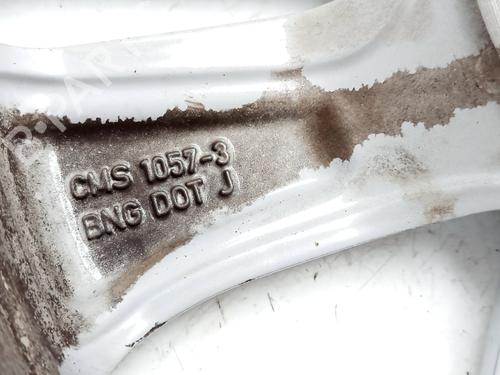 CMS 1057-3
BNG DOT J